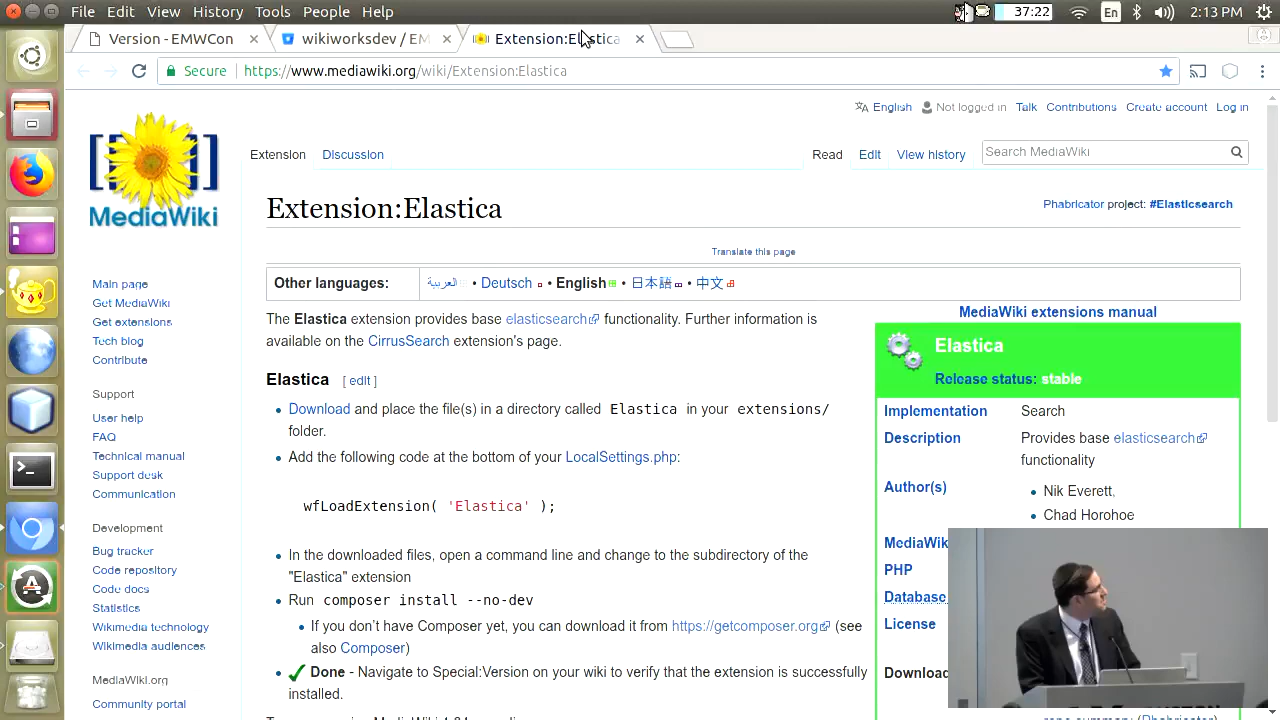 File Edit View History Tools People Help
37:22 En 2:13 PM
Version - EMWCon
wikiworksdev / EM
Extension:Elastica
Secure https://www.mediawiki.org/wiki/Extension:Elastica
English Not logged in Talk Contributions Create account Log in
Extension Discussion Read Edit View history Search MediaWiki
MediaWiki
Extension:Elastica
Phabricator project: #Elasticsearch
Translate this page
Other languages: العربية • Deutsch • English • 日本語 • 中文
The Elastica extension provides base elasticsearch functionality. Further information is
available on the CirrusSearch extension's page.
Elastica [ edit ]
• Download and place the file(s) in a directory called Elastica in your extensions/
folder.
• Add the following code at the bottom of your LocalSettings.php:
wfLoadExtension( 'Elastica' );
• In the downloaded files, open a command line and change to the subdirectory of the
"Elastica" extension
• Run composer install --no-dev
• If you don't have Composer yet, you can download it from https://getcomposer.org (see
also Composer)
• Done - Navigate to Special:Version on your wiki to verify that the extension is successfully
installed.
MediaWiki extensions manual
Elastica
Release status: stable
Implementation Search
Description Provides base elasticsearch
functionality
Author(s) • Nik Everett,
• Chad Horohoe
MediaWik
PHP
Database
License
Downloa
Main page
Get MediaWiki
Get extensions
Tech blog
Contribute
Support
User help
FAQ
Technical manual
Support desk
Communication
Development
Bug tracker
Code repository
Code docs
Statistics
Wikimedia technology
Wikimedia audiences
MediaWiki.org
Community portal